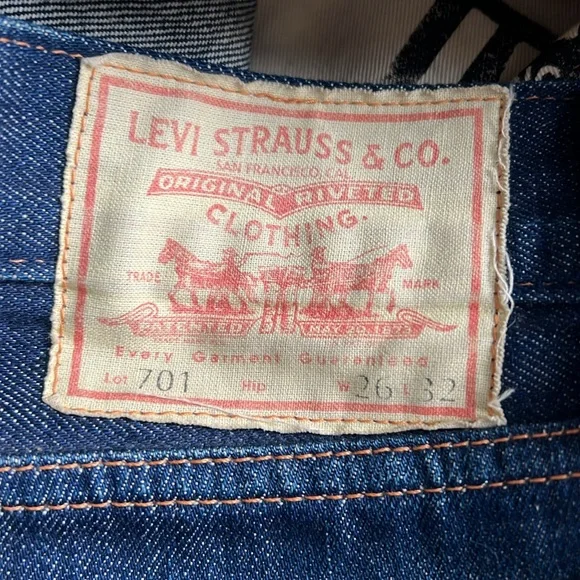 LEVI STRAUSS & CO.
SAN FRANCISCO, CAL.
ORIGINAL RIVETED
CLOTHING.
TRADE MARK
PATENTED MAY 20, 1873
Every Garment Guaranteed.
Lot 701 Hip W 26 L 32